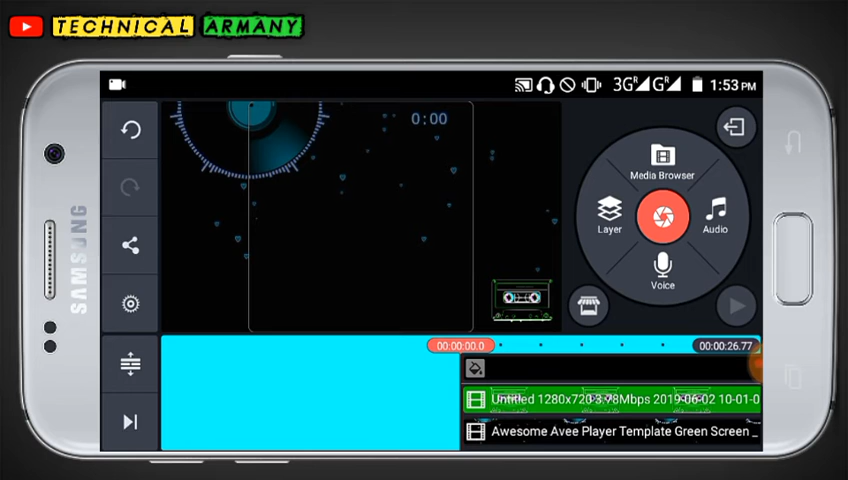 TECHNICAL ARMANY
3G R G R 1:53 PM
SAMSUNG
0:00
Media Browser
Layer
Audio
Voice
00:00:00.0
00:00:26.77
Untitled 1280x720 3.78Mbps 2019-06-02 10-01-0
Awesome Avee Player Template Green Screen _